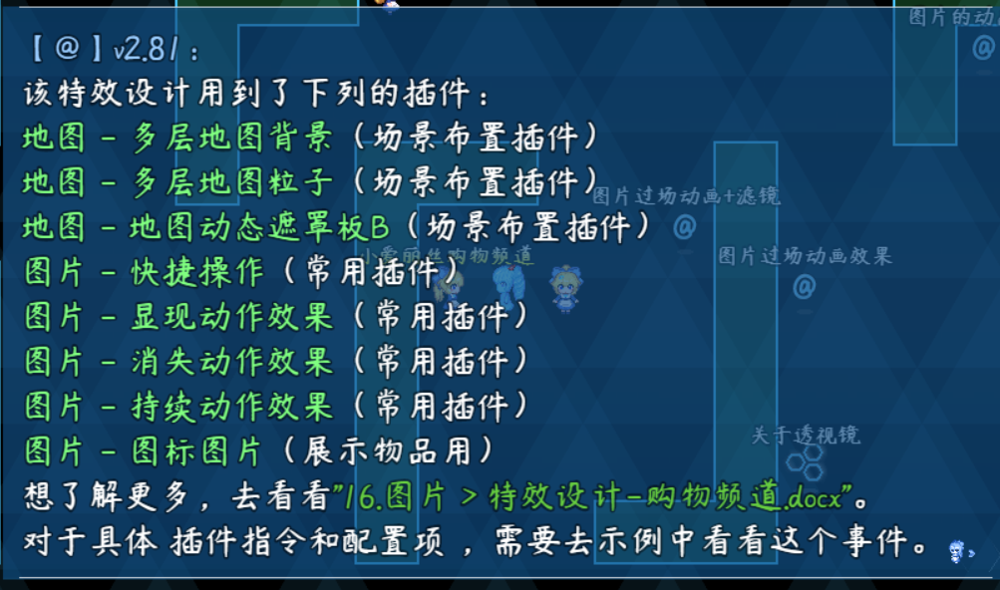 【@】v2.81：
该特效设计用到了下列的插件：
地图 - 多层地图背景（场景布置插件）
地图 - 多层地图粒子（场景布置插件）
地图 - 地图动态遮罩板B（场景布置插件）
图片 - 快捷操作（常用插件）
图片 - 显现动作效果（常用插件）
图片 - 消失动作效果（常用插件）
图片 - 持续动作效果（常用插件）
图片 - 图标图片（展示物品用）
想了解更多，去看看"16.图片 > 特效设计-购物频道.docx"。
对于具体 插件指令和配置项 ，需要去示例中看看这个事件。
图片的动
@
图片过场动画+滤镜
@
小爱丽丝购物频道
图片过场动画效果
@
关于透视镜